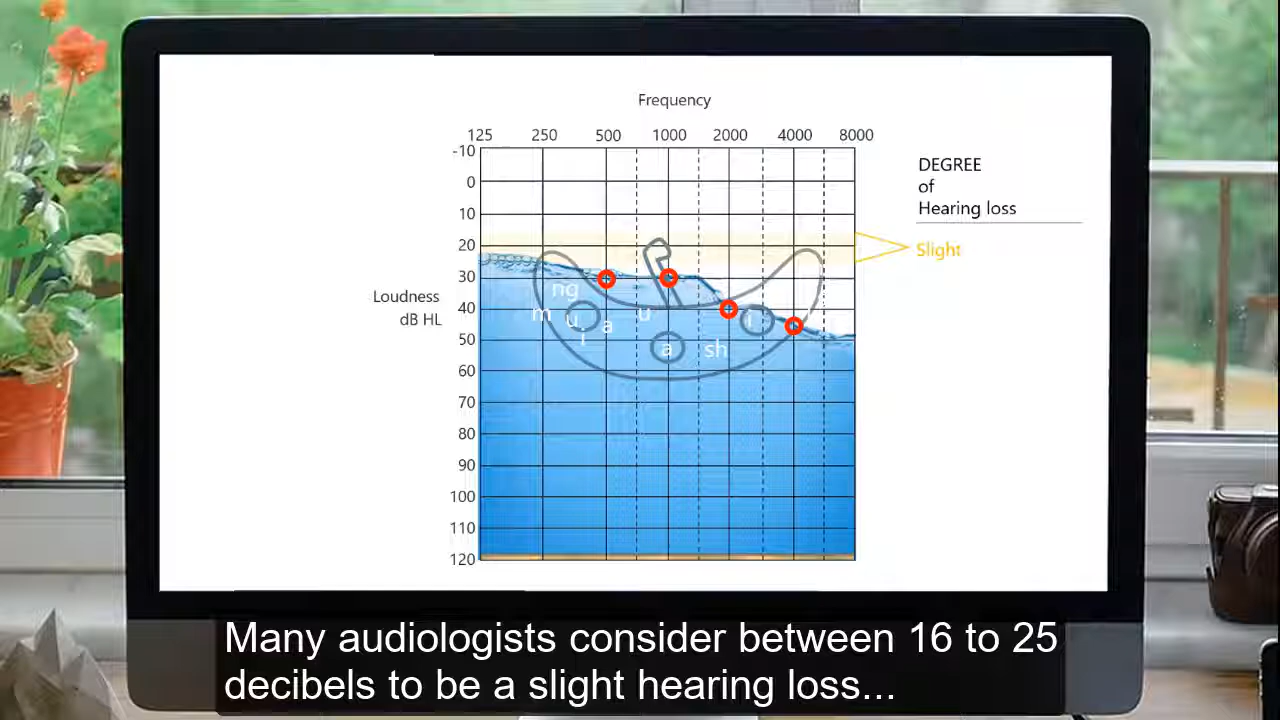 Frequency
125 250 500 1000 2000 4000 8000
-10
0
10
20
30
40
50
60
70
80
90
100
110
120
Loudness
dB HL
DEGREE
of
Hearing loss
Slight
ng
m u a u i
i
a sh
Many audiologists consider between 16 to 25
decibels to be a slight hearing loss...